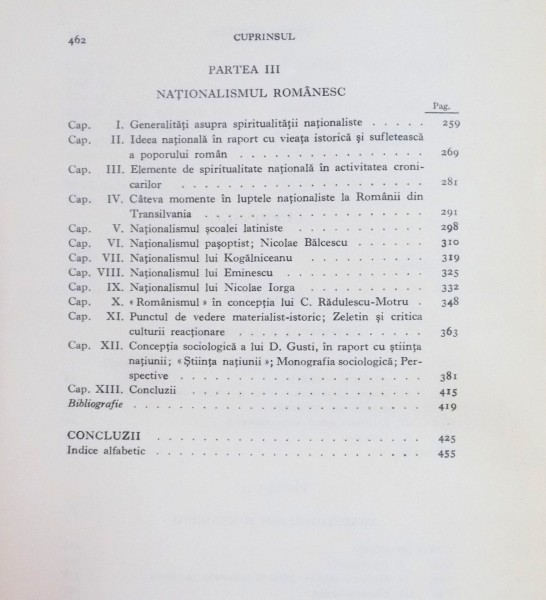 462 CUPRINSUL
PARTEA III
NAȚIONALISMUL ROMÂNESC
Pag.
Cap. I. Generalități asupra spiritualității naționaliste . . . . . 259
Cap. II. Ideea națională în raport cu vieața istorică și sufletească
a poporului român . . . . . . . . . . . . . . 269
Cap. III. Elemente de spiritualitate națională în activitatea croni-
carilor . . . . . . . . . . . . . . . . . . 281
Cap. IV. Câteva momente în luptele naționaliste la Românii din
Transilvania . . . . . . . . . . . . . . . . 291
Cap. V. Naționalismul școalei latiniste . . . . . . . . . . 298
Cap. VI. Naționalismul pașoptist; Nicolae Bălcescu . . . . . . 310
Cap. VII. Naționalismul lui Kogălniceanu . . . . . . . . . 319
Cap. VIII. Naționalismul lui Eminescu . . . . . . . . . . 325
Cap. IX. Naționalismul lui Nicolae Iorga . . . . . . . . . 332
Cap. X. « Românismul » în concepția lui C. Rădulescu-Motru . 348
Cap. XI. Punctul de vedere materialist-istoric; Zeletin și critica
culturii reacționare . . . . . . . . . . . . . . 363
Cap. XII. Concepția sociologică a lui D. Gusti, în raport cu știința
națiunii; « Știința națiunii »; Monografia sociologică; Per-
spective . . . . . . . . . . . . . . . . . . 381
Cap. XIII. Concluzii . . . . . . . . . . . . . . . . . 415
Bibliografie . . . . . . . . . . . . . . . . . . . . 419
CONCLUZII . . . . . . . . . . . . . . . . . . . 425
Indice alfabetic . . . . . . . . . . . . . . . . . . . 455